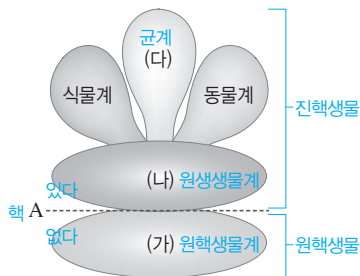 균계
(다)
식물계
동물계
진핵생물
(나) 원생생물계
있다
핵 A
없다
(가) 원핵생물계
원핵생물